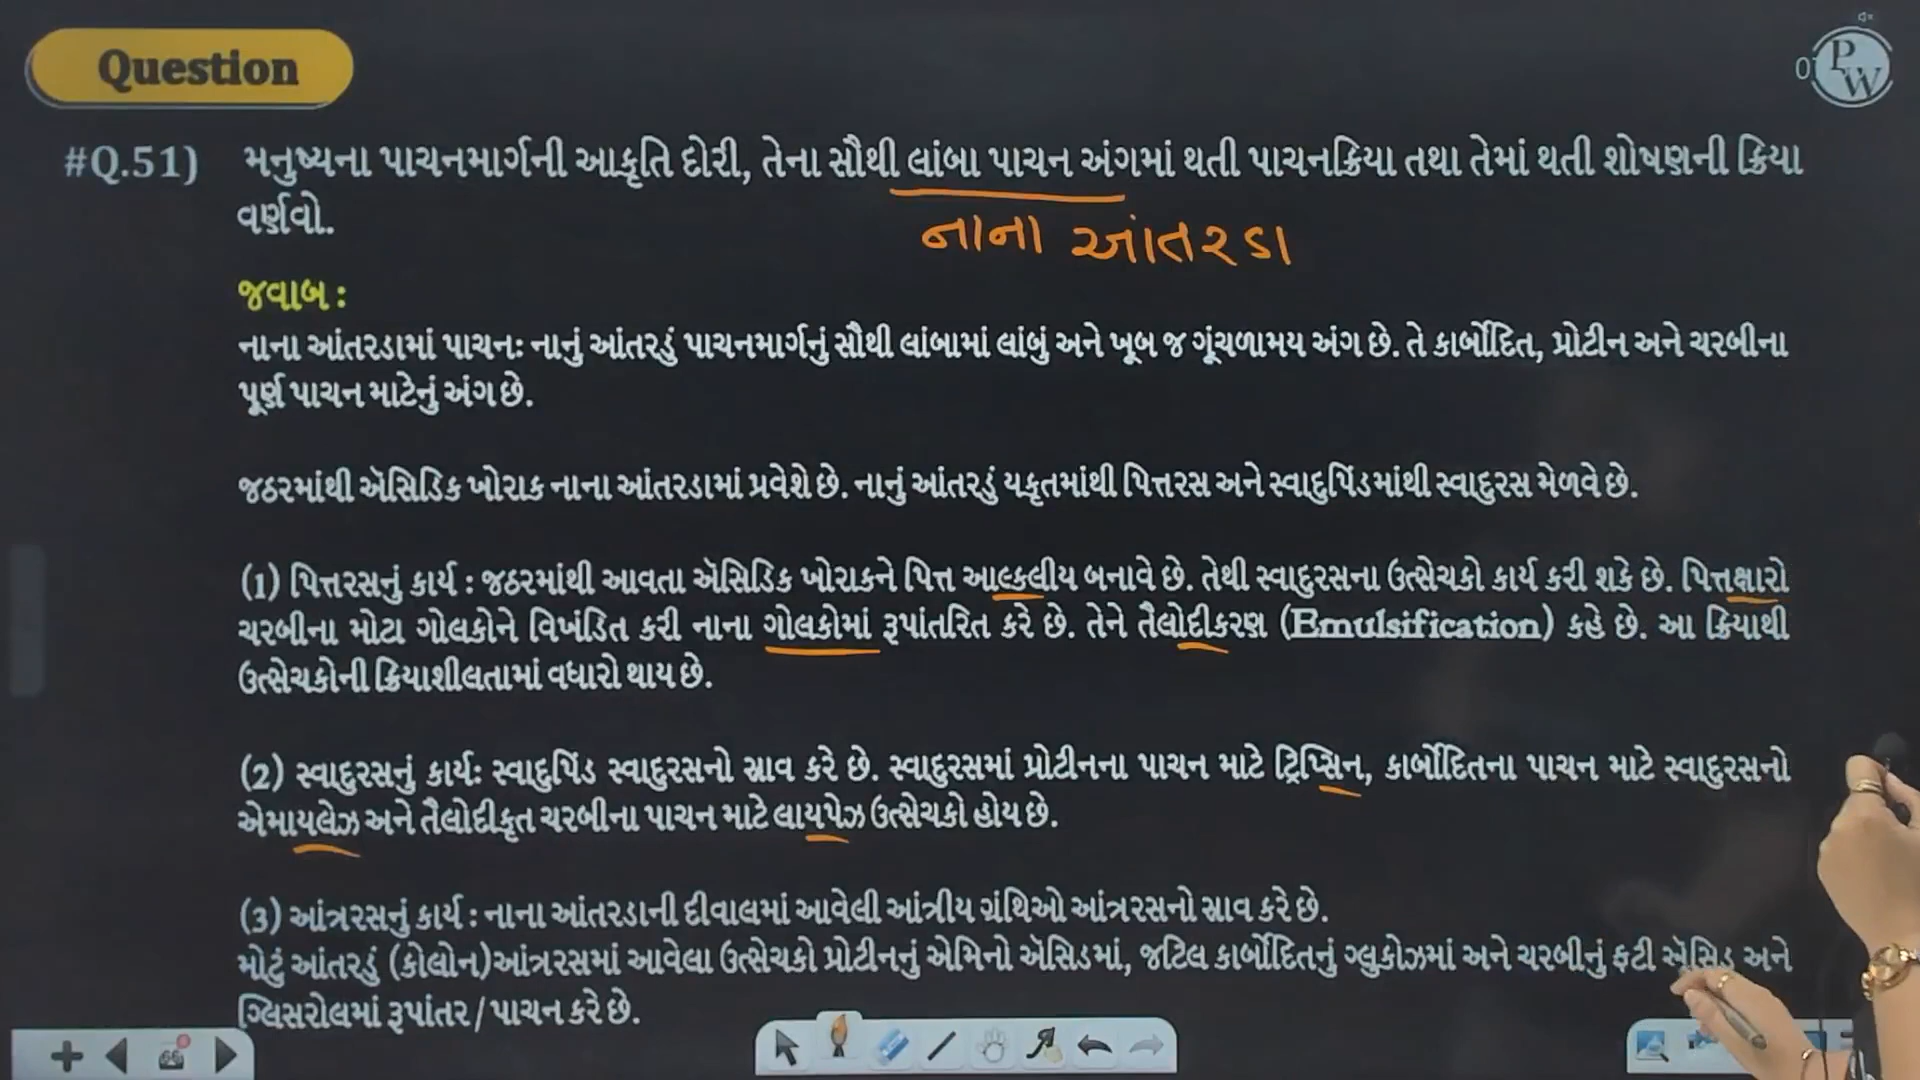 Question
PW
#Q.51) મનુષ્યના પાચનમાર્ગની આકૃતિ દોરી, તેના સૌથી લાંબા પાચન અંગમાં થતી પાચનક્રિયા તથા તેમાં થતી શોષણની ક્રિયા
વર્ણવો.
નાના આંતરડા
જવાબ :
નાના આંતરડામાં પાચનઃ નાનું આંતરડું પાચનમાર્ગનું સૌથી લાંબામાં લાંબું અને ખૂબ જ ગૂંચળામય અંગ છે. તે કાર્બોદિત, પ્રોટીન અને ચરબીના
પૂર્ણ પાચન માટેનું અંગ છે.
જઠરમાંથી ઍસિડિક ખોરાક નાના આંતરડામાં પ્રવેશે છે. નાનું આંતરડું યકૃતમાંથી પિત્તરસ અને સ્વાદુપિંડમાંથી સ્વાદુરસ મેળવે છે.
(1) પિત્તરસનું કાર્ય : જઠરમાંથી આવતા ઍસિડિક ખોરાકને પિત્ત આલ્કલીય બનાવે છે. તેથી સ્વાદુરસના ઉત્સેચકો કાર્ય કરી શકે છે. પિત્તક્ષારો
ચરબીના મોટા ગોલકોને વિખંડિત કરી નાના ગોલકોમાં રૂપાંતરિત કરે છે. તેને તૈલોદીકરણ (Emulsification) કહે છે. આ ક્રિયાથી
ઉત્સેચકોની ક્રિયાશીલતામાં વધારો થાય છે.
(2) સ્વાદુરસનું કાર્યઃ સ્વાદુપિંડ સ્વાદુરસનો સ્રાવ કરે છે. સ્વાદુરસમાં પ્રોટીનના પાચન માટે ટ્રિપ્સિન, કાર્બોદિતના પાચન માટે સ્વાદુરસનો
એમાયલેઝ અને તૈલોદીકૃત ચરબીના પાચન માટે લાયપેઝ ઉત્સેચકો હોય છે.
(3) આંત્રરસનું કાર્ય : નાના આંતરડાની દીવાલમાં આવેલી આંત્રીય ગ્રંથિઓ આંત્રરસનો સ્રાવ કરે છે.
મોટું આંતરડું (કોલોન)આંત્રરસમાં આવેલા ઉત્સેચકો પ્રોટીનનું એમિનો ઍસિડમાં, જટિલ કાર્બોદિતનું ગ્લુકોઝમાં અને ચરબીનું ફેટી ઍસિડ અને
ગ્લિસરોલમાં રૂપાંતર / પાચન કરે છે.
66